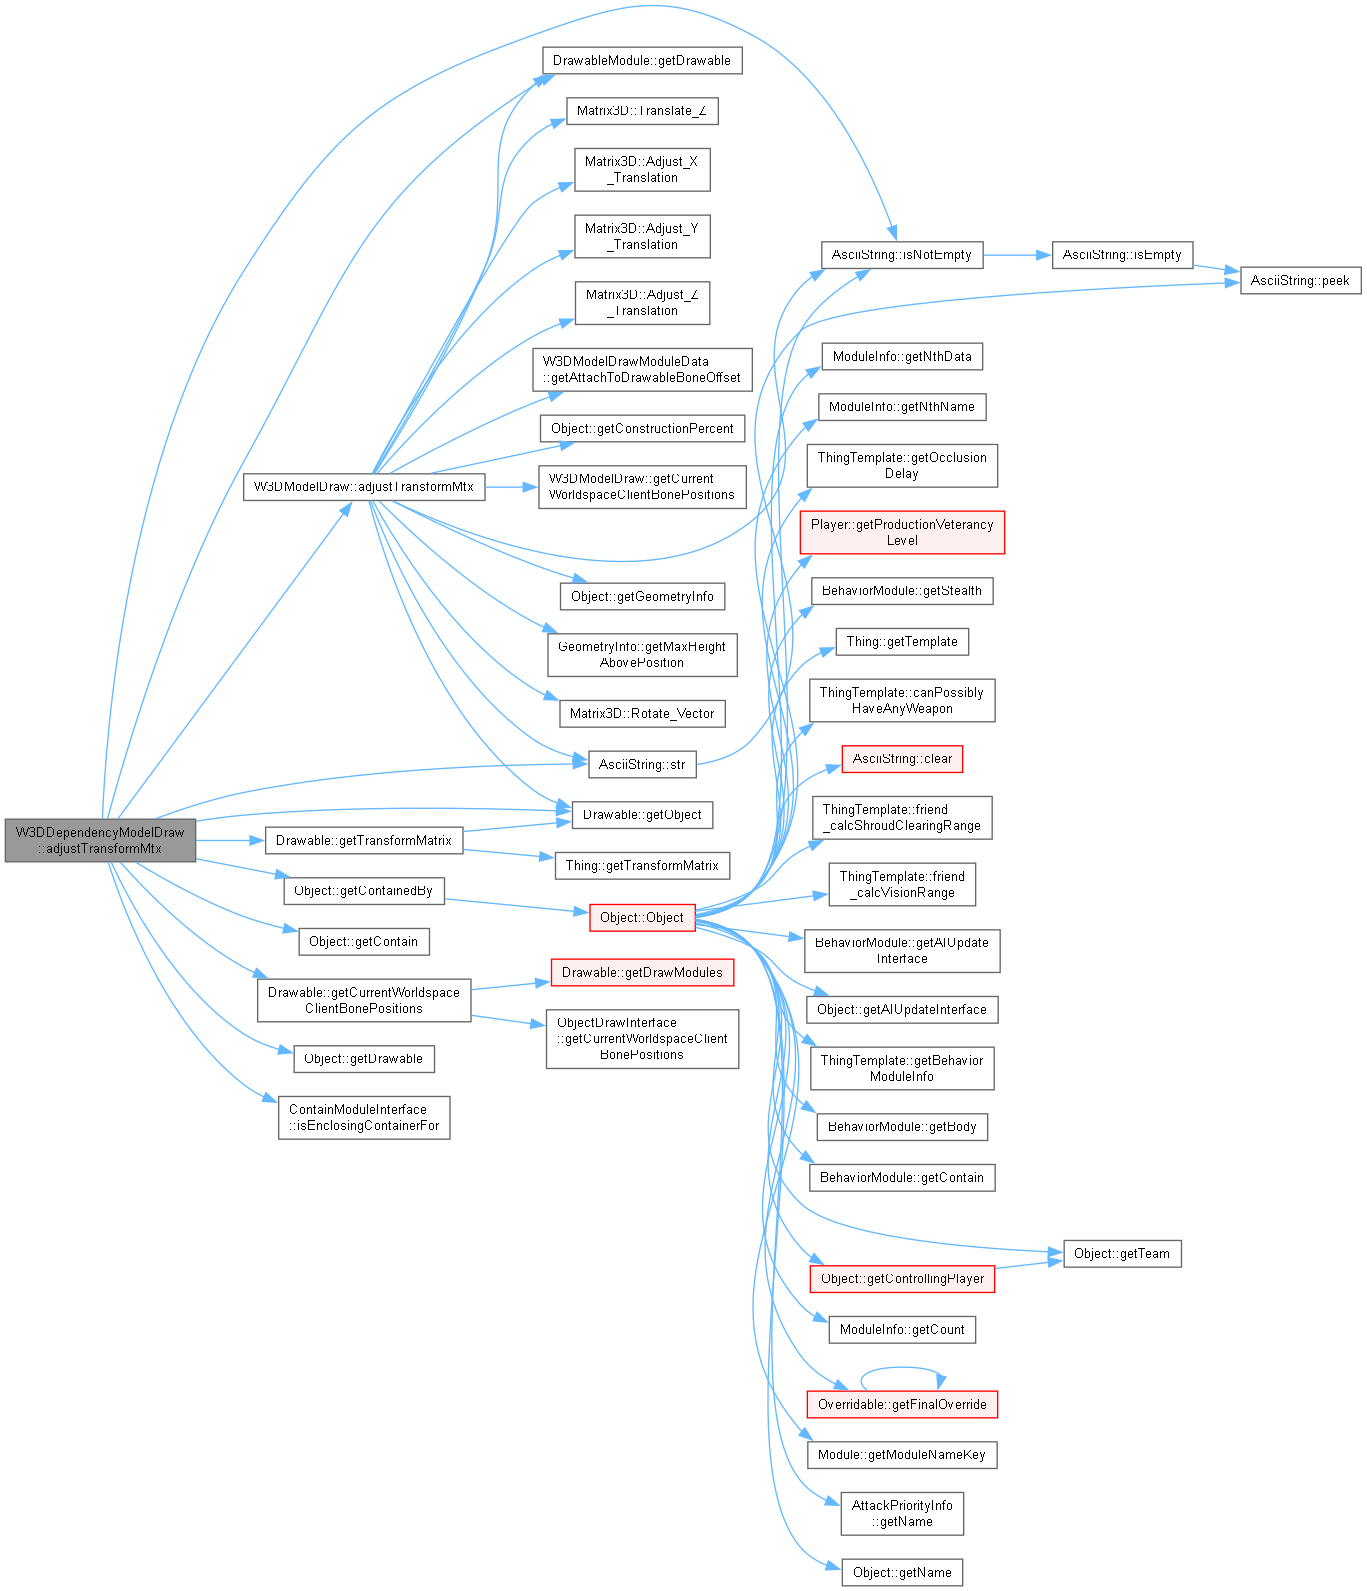 DrawableModule::getDrawable
Matrix3D::Translate_Z
Matrix3D::Adjust_X
_Translation
Matrix3D::Adjust_Y
_Translation
Matrix3D::Adjust_Z
_Translation
W3DModelDrawModuleData
::getAttachToDrawableBoneOffset
Object::getConstructionPercent
W3DModelDraw::adjustTransformMtx
W3DModelDraw::getCurrent
WorldspaceClientBonePositions
Object::getGeometryInfo
GeometryInfo::getMaxHeight
AbovePosition
Matrix3D::Rotate_Vector
AsciiString::str
Drawable::getObject
W3DDependencyModelDraw
::adjustTransformMtx
Drawable::getTransformMatrix
Thing::getTransformMatrix
Object::getContainedBy
Object::Object
Object::getContain
Drawable::getCurrentWorldspace
ClientBonePositions
Drawable::getDrawModules
ObjectDrawInterface
::getCurrentWorldspaceClient
BonePositions
Object::getDrawable
ContainModuleInterface
::isEnclosingContainerFor
AsciiString::isNotEmpty
AsciiString::isEmpty
AsciiString::peek
ModuleInfo::getNthData
ModuleInfo::getNthName
ThingTemplate::getOcclusion
Delay
Player::getProductionVeterancy
Level
BehaviorModule::getStealth
Thing::getTemplate
ThingTemplate::canPossibly
HaveAnyWeapon
AsciiString::clear
ThingTemplate::friend
_calcShroudClearingRange
ThingTemplate::friend
_calcVisionRange
BehaviorModule::getAIUpdate
Interface
Object::getAIUpdateInterface
ThingTemplate::getBehavior
ModuleInfo
BehaviorModule::getBody
BehaviorModule::getContain
Object::getTeam
Object::getControllingPlayer
ModuleInfo::getCount
Overridable::getFinalOverride
Module::getModuleNameKey
AttackPriorityInfo
::getName
Object::getName